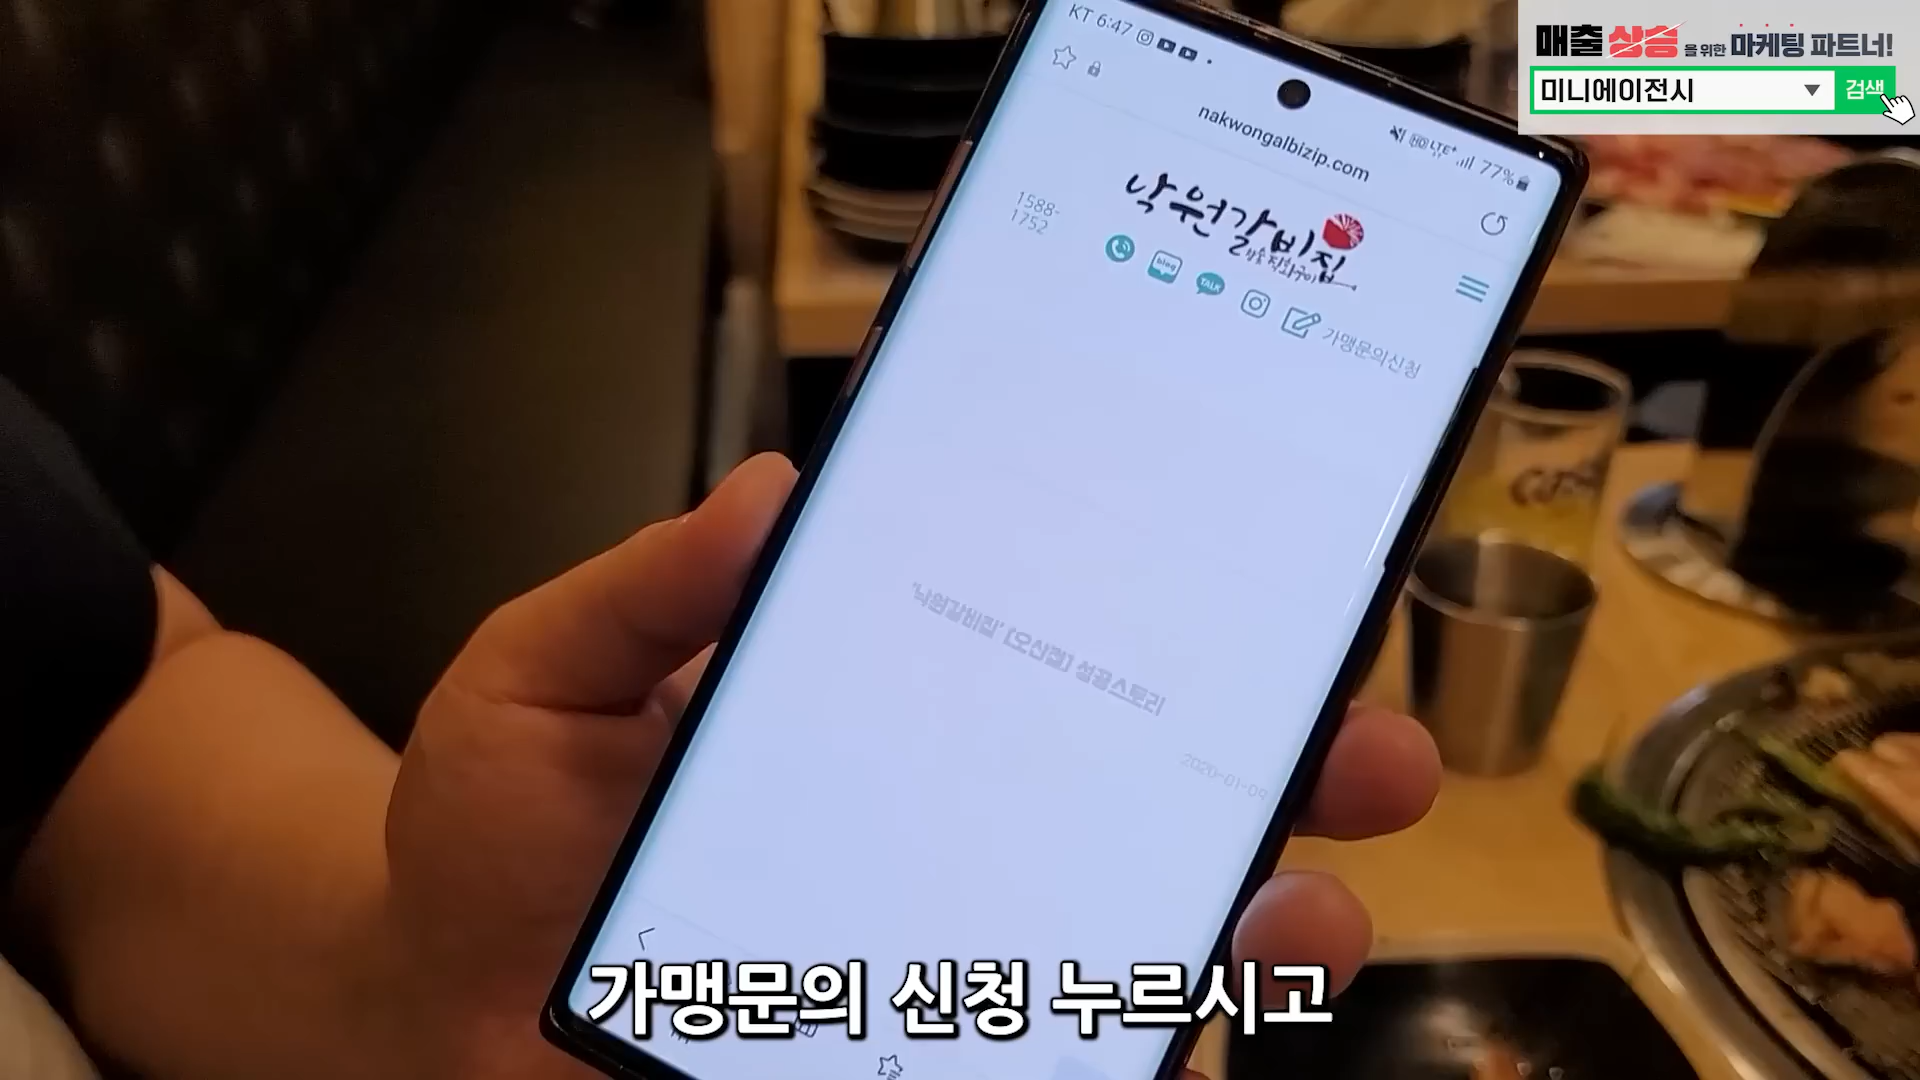 매출 상승 을 위한 마케팅 파트너!
미니에이전시 검색
KT 6:47
LTE+ 77%
nakwongalbizip.com
1588-
1752
낙원갈비집
blog
TALK
가맹문의신청
'낙원갈비집' [오산점] 성공스토리
2020-01-09
가맹문의 신청 누르시고